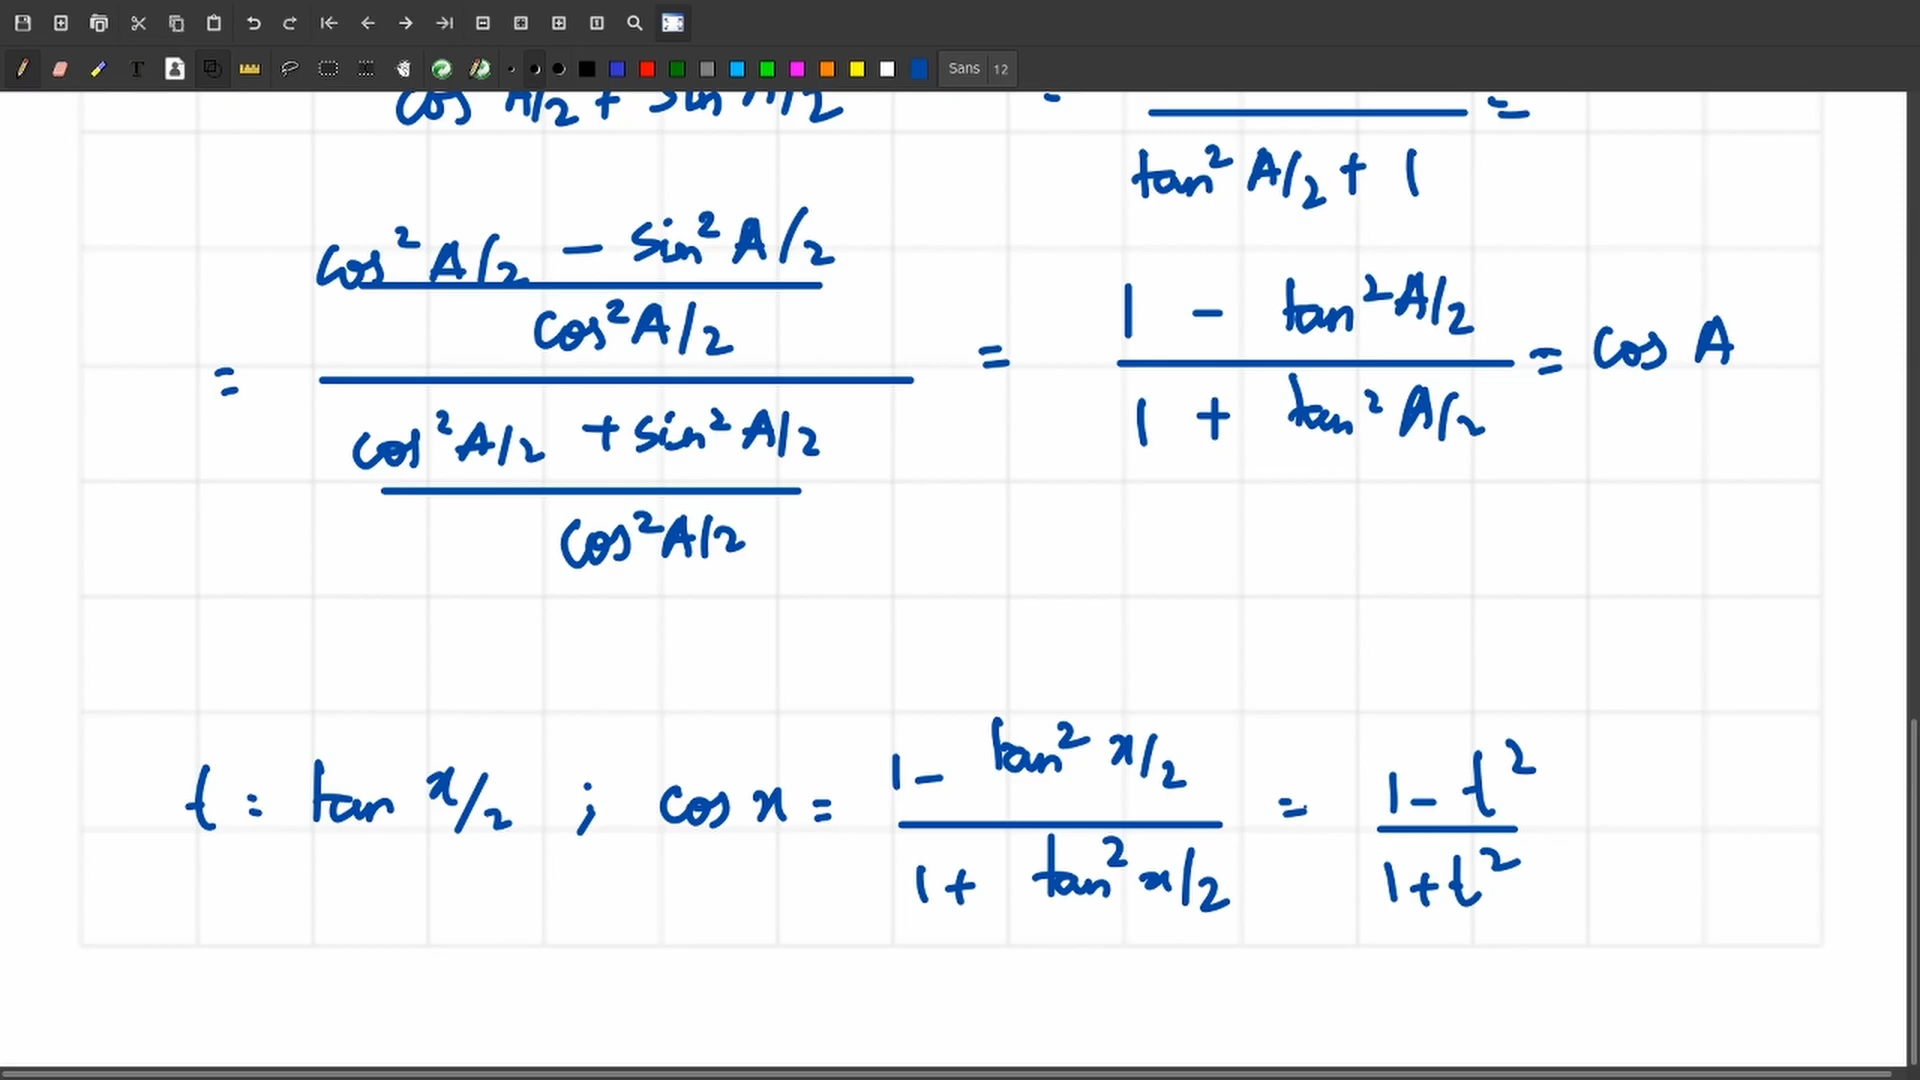 Sans 12
cos A/2 + sin A/2 = =
tan² A/2 + 1
= (cos² A/2 − sin² A/2 / cos² A/2) / (cos² A/2 + sin² A/2 / cos² A/2) = (1 − tan² A/2) / (1 + tan² A/2) = cos A
t = tan x/2 ; cos x = (1 − tan² x/2) / (1 + tan² x/2) = (1 − t²) / (1 + t²)